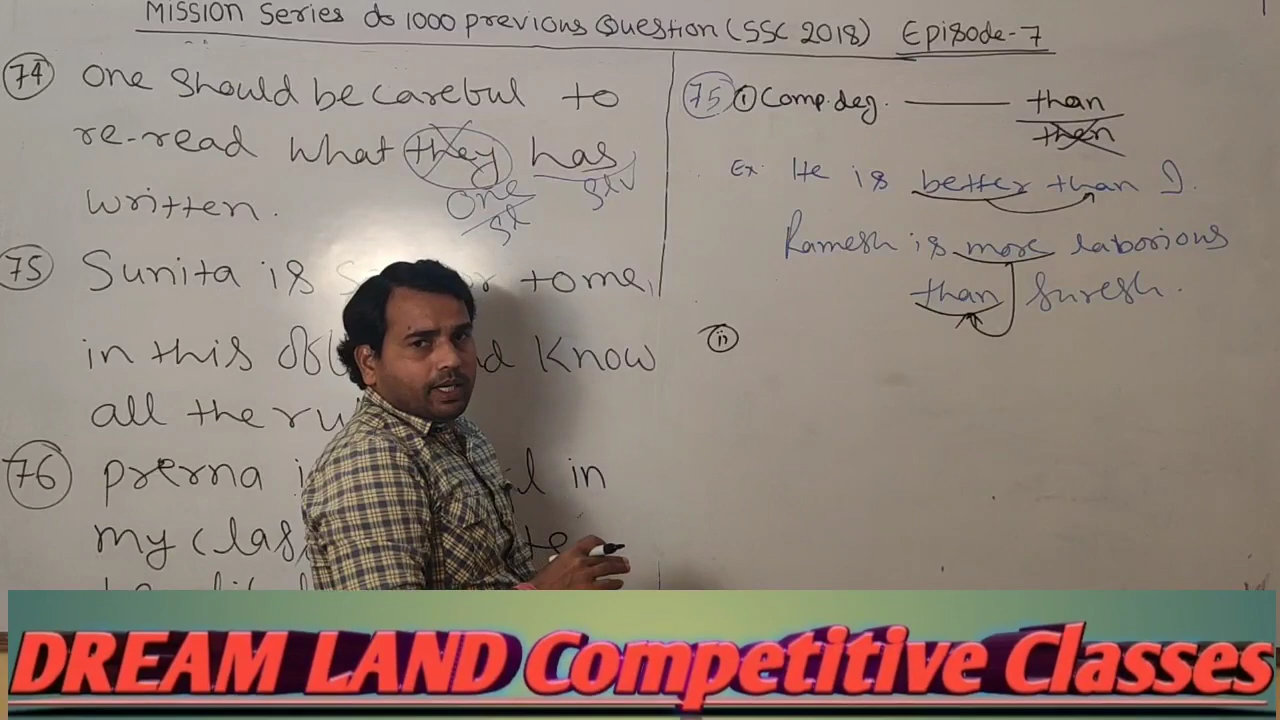 Mission Series do 1000 previous Question (SSC 2018) Episode-7
74 One should be careful to
re-read what they has
one
st
sev
written.
75 Sunita is to me,
in this know
all the
76 prerna in
my class
75 i Comp. deg. than
then
Ex: He is better than I.
Ramesh is more laborious
than Suresh.
ii
DREAM LAND Competitive Classes